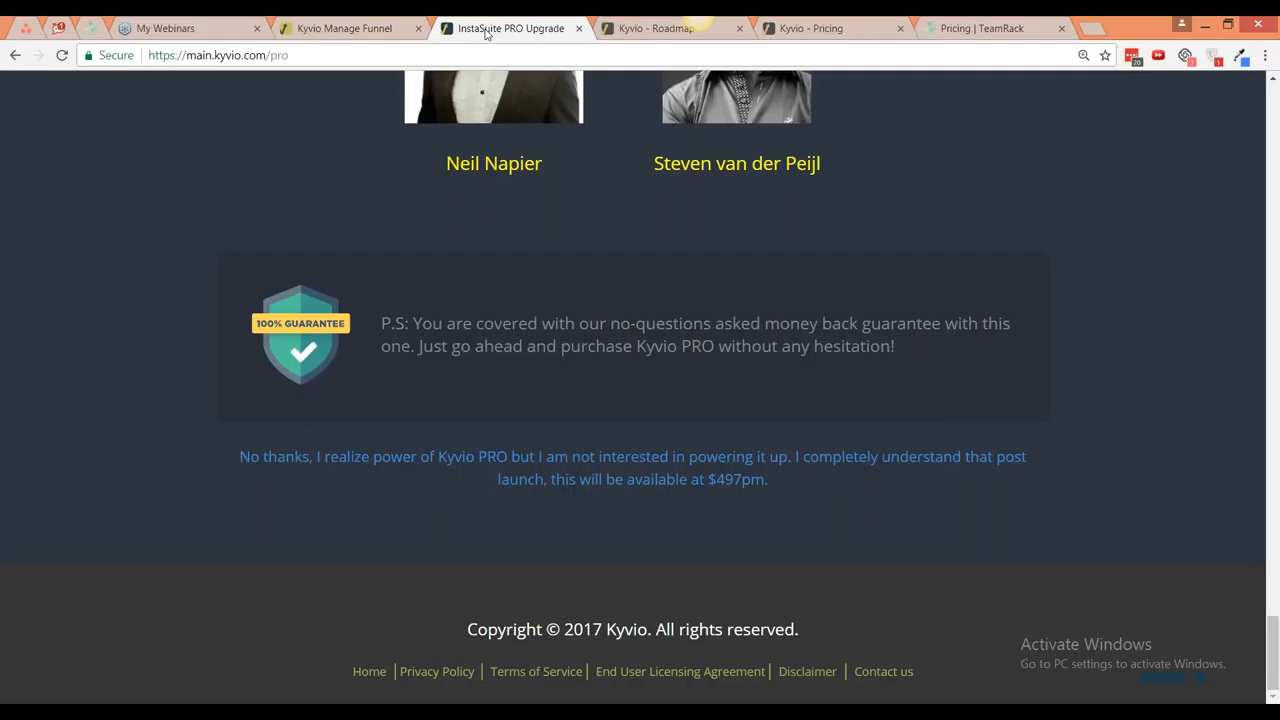 My Webinars
Kyvio Manage Funnel
InstaSuite PRO Upgrade
Kyvio - Roadmap
Kyvio - Pricing
Pricing | TeamRack
Secure
https://main.kyvio.com/pro
20
3
1
Neil Napier
Steven van der Peijl
100% GUARANTEE
P.S: You are covered with our no-questions asked money back guarantee with this
one. Just go ahead and purchase Kyvio PRO without any hesitation!
No thanks, I realize power of Kyvio PRO but I am not interested in powering it up. I completely understand that post
launch, this will be available at $497pm.
Copyright © 2017 Kyvio. All rights reserved.
Activate Windows
Go to PC settings to activate Windows.
Home | Privacy Policy | Terms of Service | End User Licensing Agreement | Disclaimer | Contact us